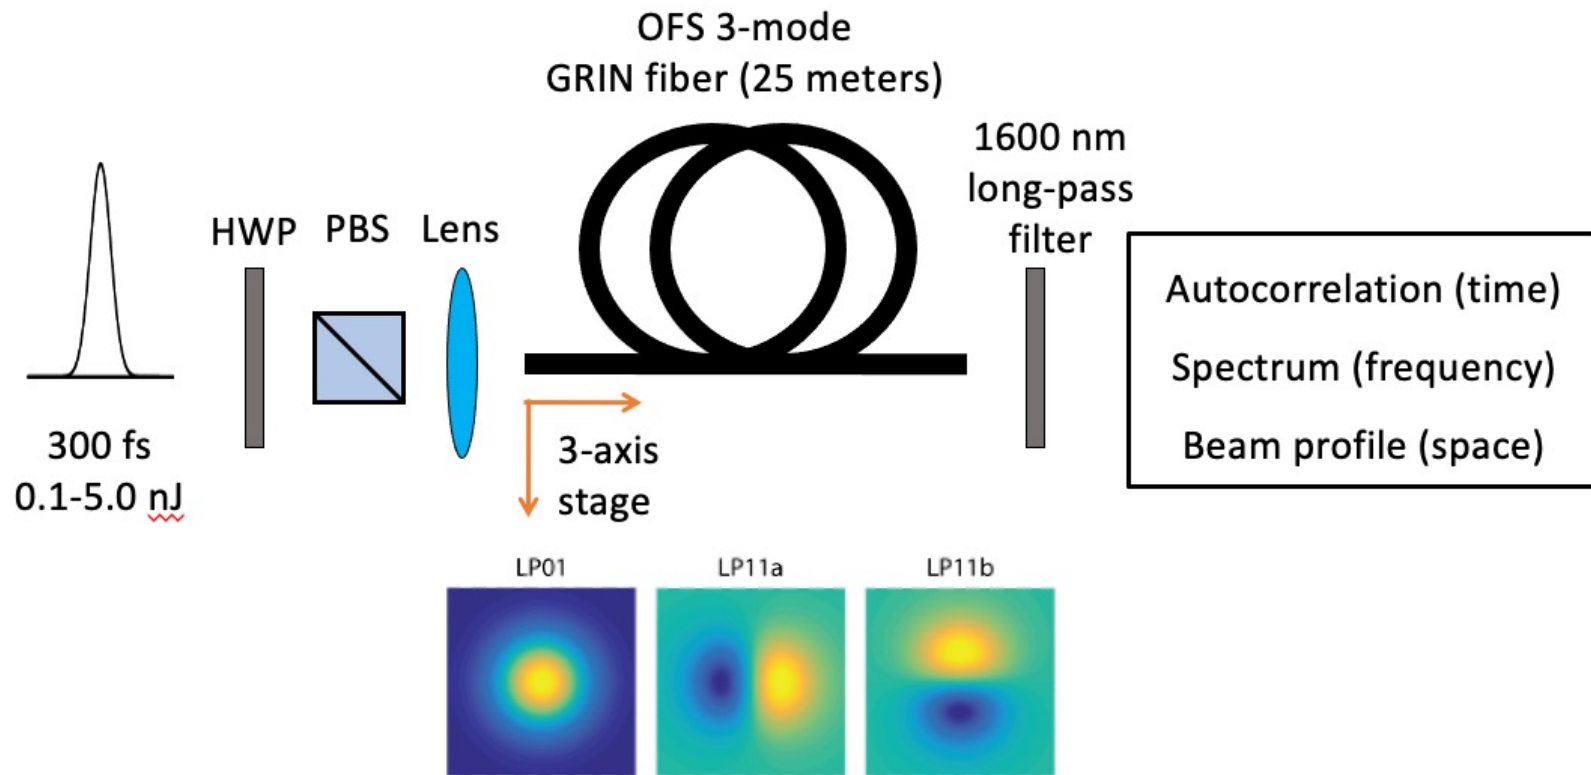 OFS 3-mode
GRIN fiber (25 meters)
1600 nm
long-pass
filter
HWP
PBS
Lens
300 fs
0.1-5.0 nJ
3-axis
stage
Autocorrelation (time)
Spectrum (frequency)
Beam profile (space)
LP01
LP11a
LP11b